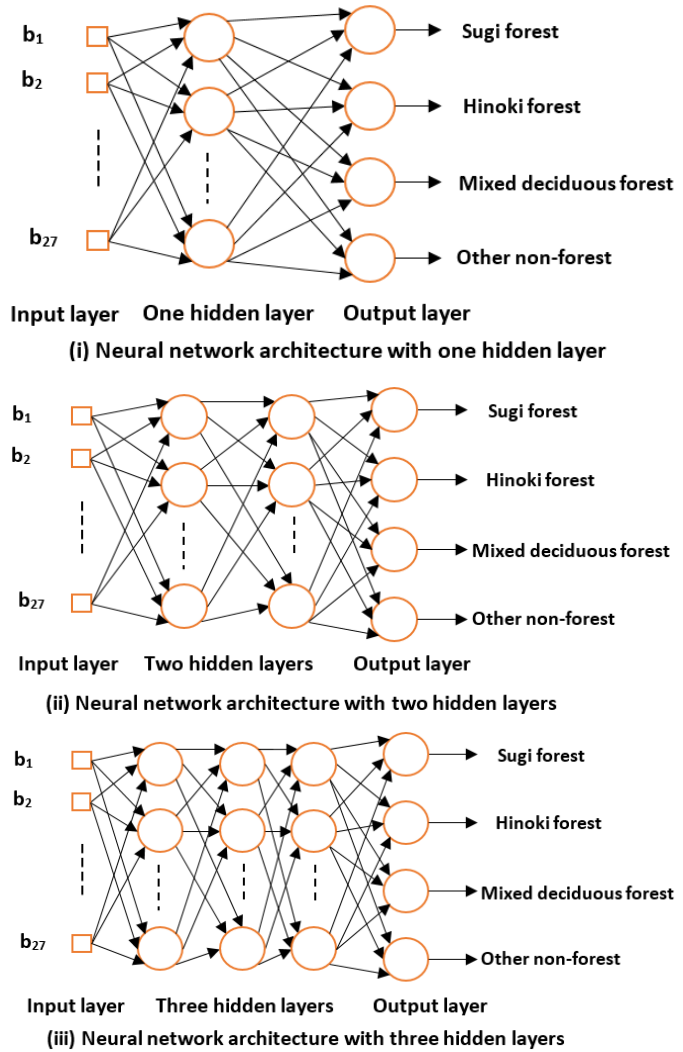 b1
Sugi forest
b2
Hinoki forest
Mixed deciduous forest
b27
Other non-forest
Input layer One hidden layer Output layer
(i) Neural network architecture with one hidden layer
b1
Sugi forest
b2
Hinoki forest
Mixed deciduous forest
b27
Other non-forest
Input layer Two hidden layers Output layer
(ii) Neural network architecture with two hidden layers
b1
Sugi forest
b2
Hinoki forest
Mixed deciduous forest
b27
Other non-forest
Input layer Three hidden layers Output layer
(iii) Neural network architecture with three hidden layers